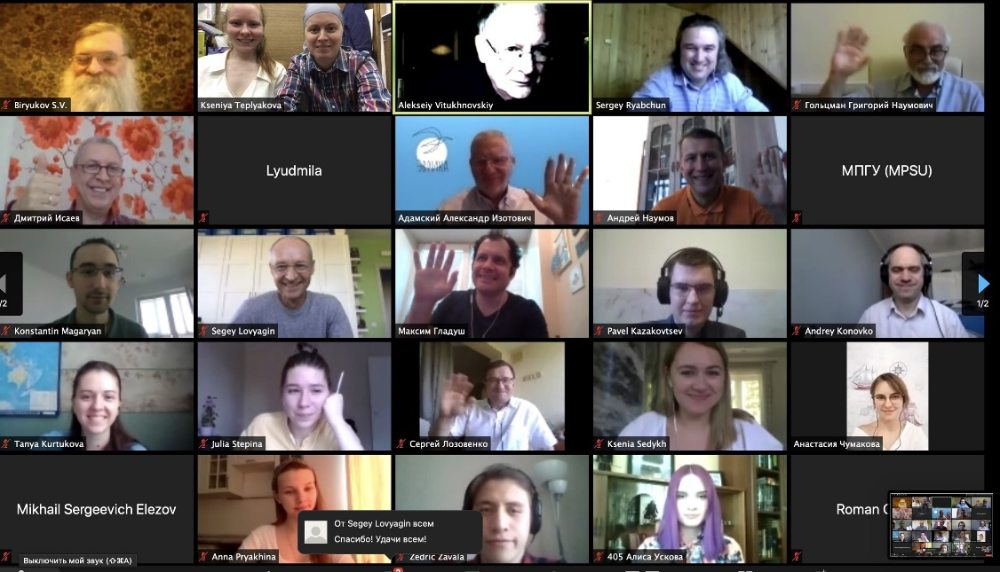 Biryukov S.V.
Kseniya Teplyakova
Alekseiy Vitukhnovskiy
Sergey Ryabchun
Гольцман Григорий Наумович
Дмитрий Исаев
Lyudmila
Адамский Александр Изотович
Андрей Наумов
МПГУ (MPSU)
/2
Konstantin Magaryan
Segey Lovyagin
Максим Гладуш
Pavel Kazakovtsev
Andrey Konovko
1/2
Tanya Kurtukova
Julia Stepina
Сергей Лозовенко
Ksenia Sedykh
Анастасия Чумакова
Mikhail Sergeevich Elezov
Roman
От Segey Lovyagin всем
Спасибо! Удачи всем!
Выключить мой звук (⇧⌘A)
Anna Pryakhina
Zedric Zavala
405 Алиса Ускова